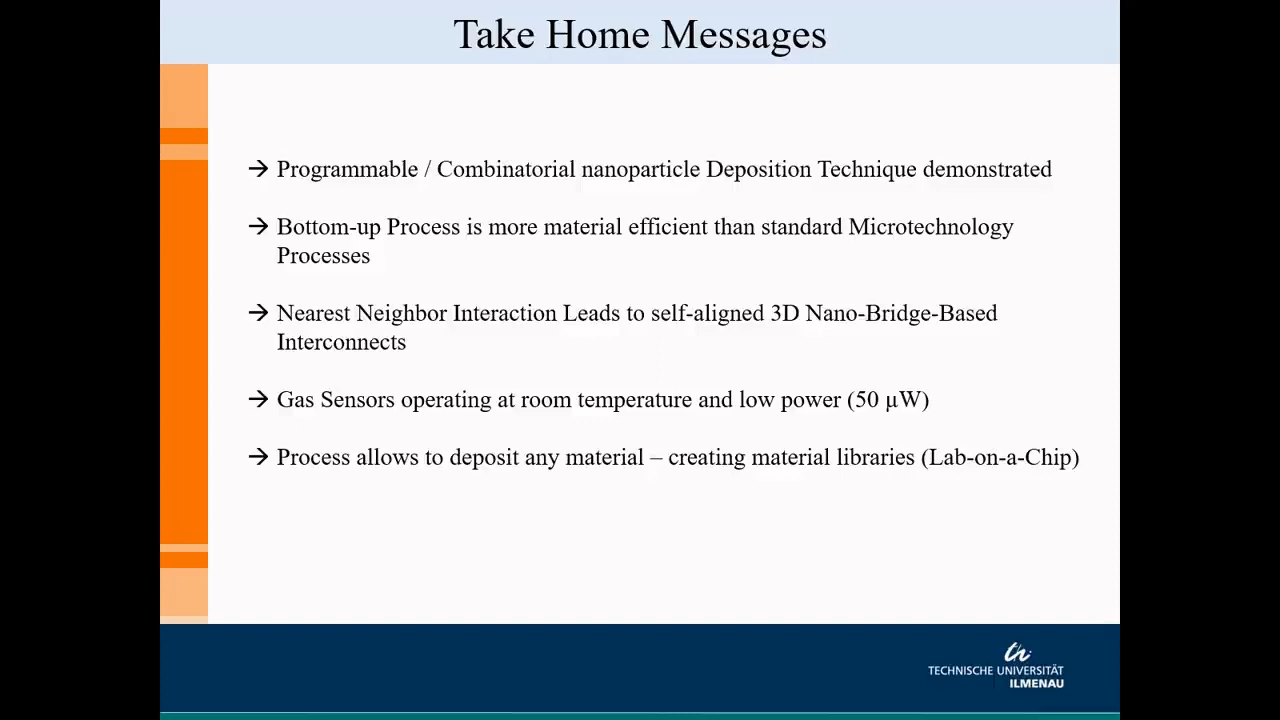 Take Home Messages
→ Programmable / Combinatorial nanoparticle Deposition Technique demonstrated
→ Bottom-up Process is more material efficient than standard Microtechnology
Processes
→ Nearest Neighbor Interaction Leads to self-aligned 3D Nano-Bridge-Based
Interconnects
→ Gas Sensors operating at room temperature and low power (50 µW)
→ Process allows to deposit any material – creating material libraries (Lab-on-a-Chip)
th
TECHNISCHE UNIVERSITÄT
ILMENAU